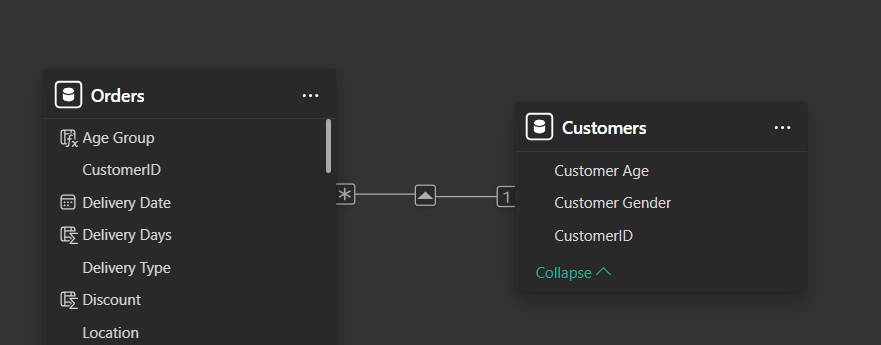 Orders
Age Group
CustomerID
Delivery Date
Delivery Days
Delivery Type
Discount
Location
*
1
Customers
Customer Age
Customer Gender
CustomerID
Collapse